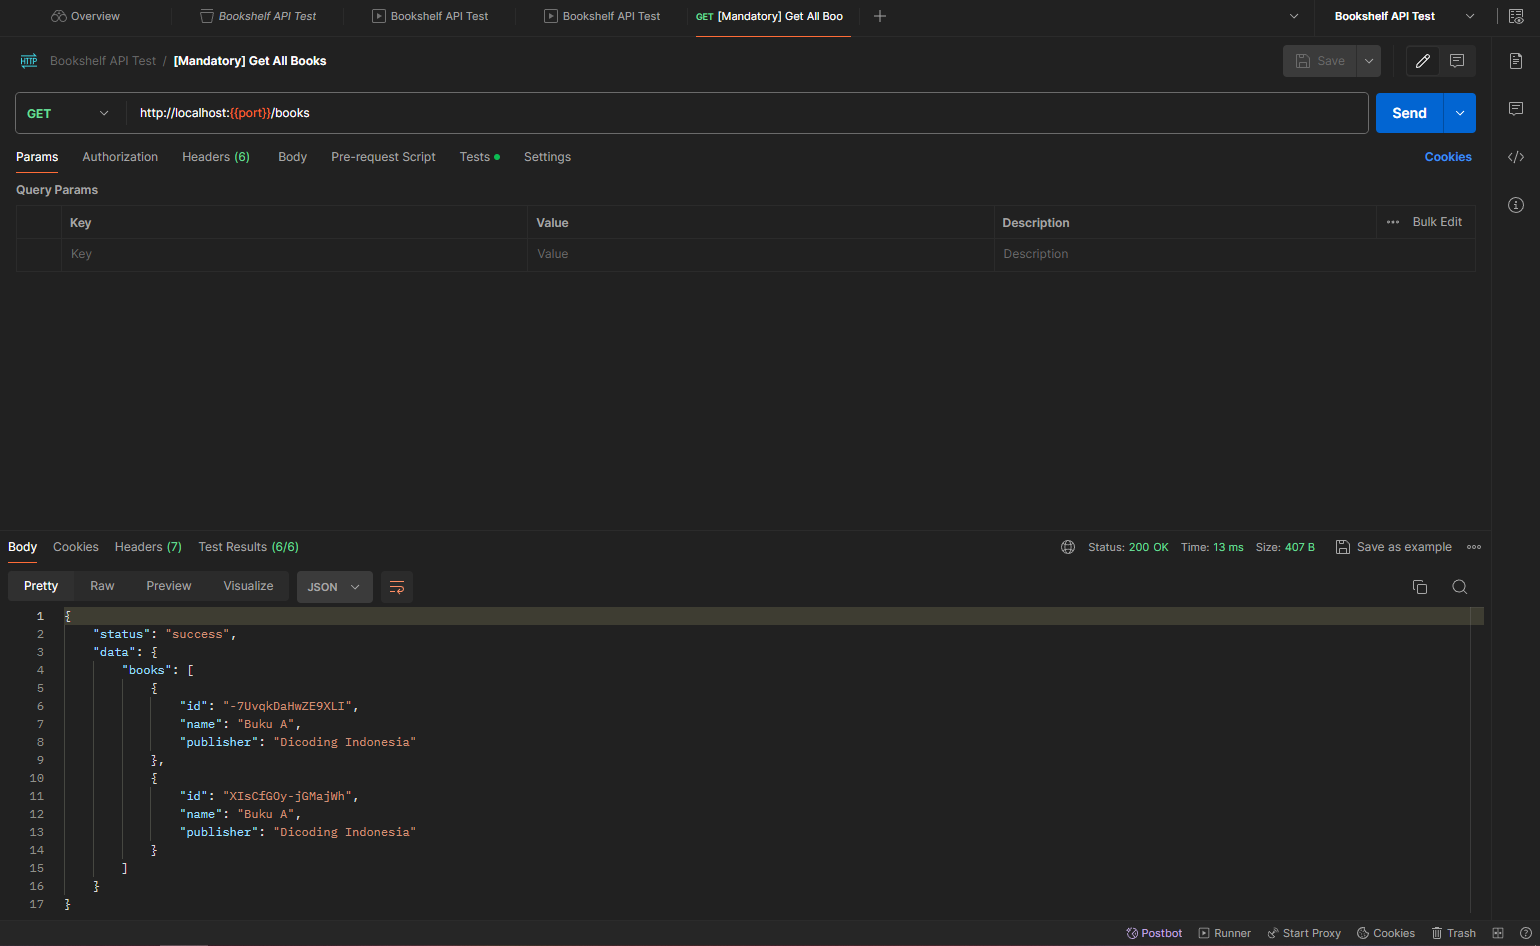 Overview
Bookshelf API Test
Bookshelf API Test
Bookshelf API Test
GET [Mandatory] Get All Boo
Bookshelf API Test
HTTP Bookshelf API Test / [Mandatory] Get All Books
Save
GET
http://localhost:{{port}}/books
Send
Params Authorization Headers (6) Body Pre-request Script Tests Settings
Cookies
Query Params
Key Value Description
Bulk Edit
Key Value Description
Body Cookies Headers (7) Test Results (6/6)
Status: 200 OK Time: 13 ms Size: 407 B
Save as example
Pretty Raw Preview Visualize JSON
1 {
2 "status": "success",
3 "data": {
4 "books": [
5 {
6 "id": "-7UvqkDaHwZE9XLI",
7 "name": "Buku A",
8 "publisher": "Dicoding Indonesia"
9 },
10 {
11 "id": "XIsCfGOy-jGMajWh",
12 "name": "Buku A",
13 "publisher": "Dicoding Indonesia"
14 }
15 ]
16 }
17 }
Postbot Runner Start Proxy Cookies Trash